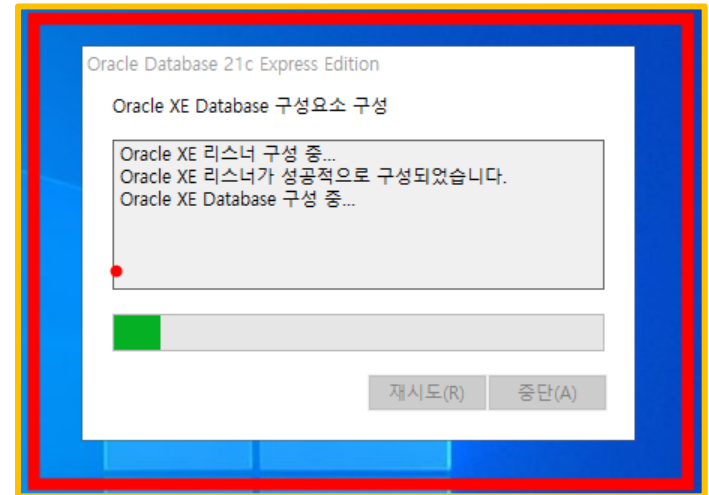 Oracle Database 21c Express Edition
Oracle XE Database 구성요소 구성
Oracle XE 리스너 구성 중...
Oracle XE 리스너가 성공적으로 구성되었습니다.
Oracle XE Database 구성 중...
재시도(R) 중단(A)